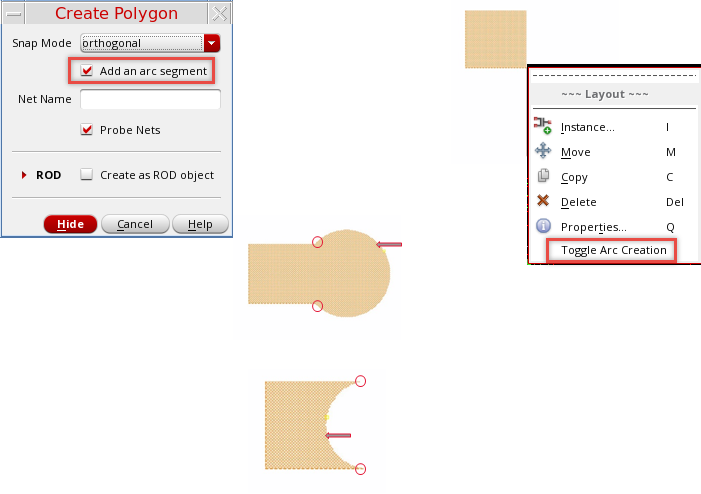 Create Polygon
Snap Mode orthogonal
Add an arc segment
Net Name
Probe Nets
ROD Create as ROD object
Hide Cancel Help
~~~ Layout ~~~
Instance... I
Move M
Copy C
Delete Del
Properties... Q
Toggle Arc Creation